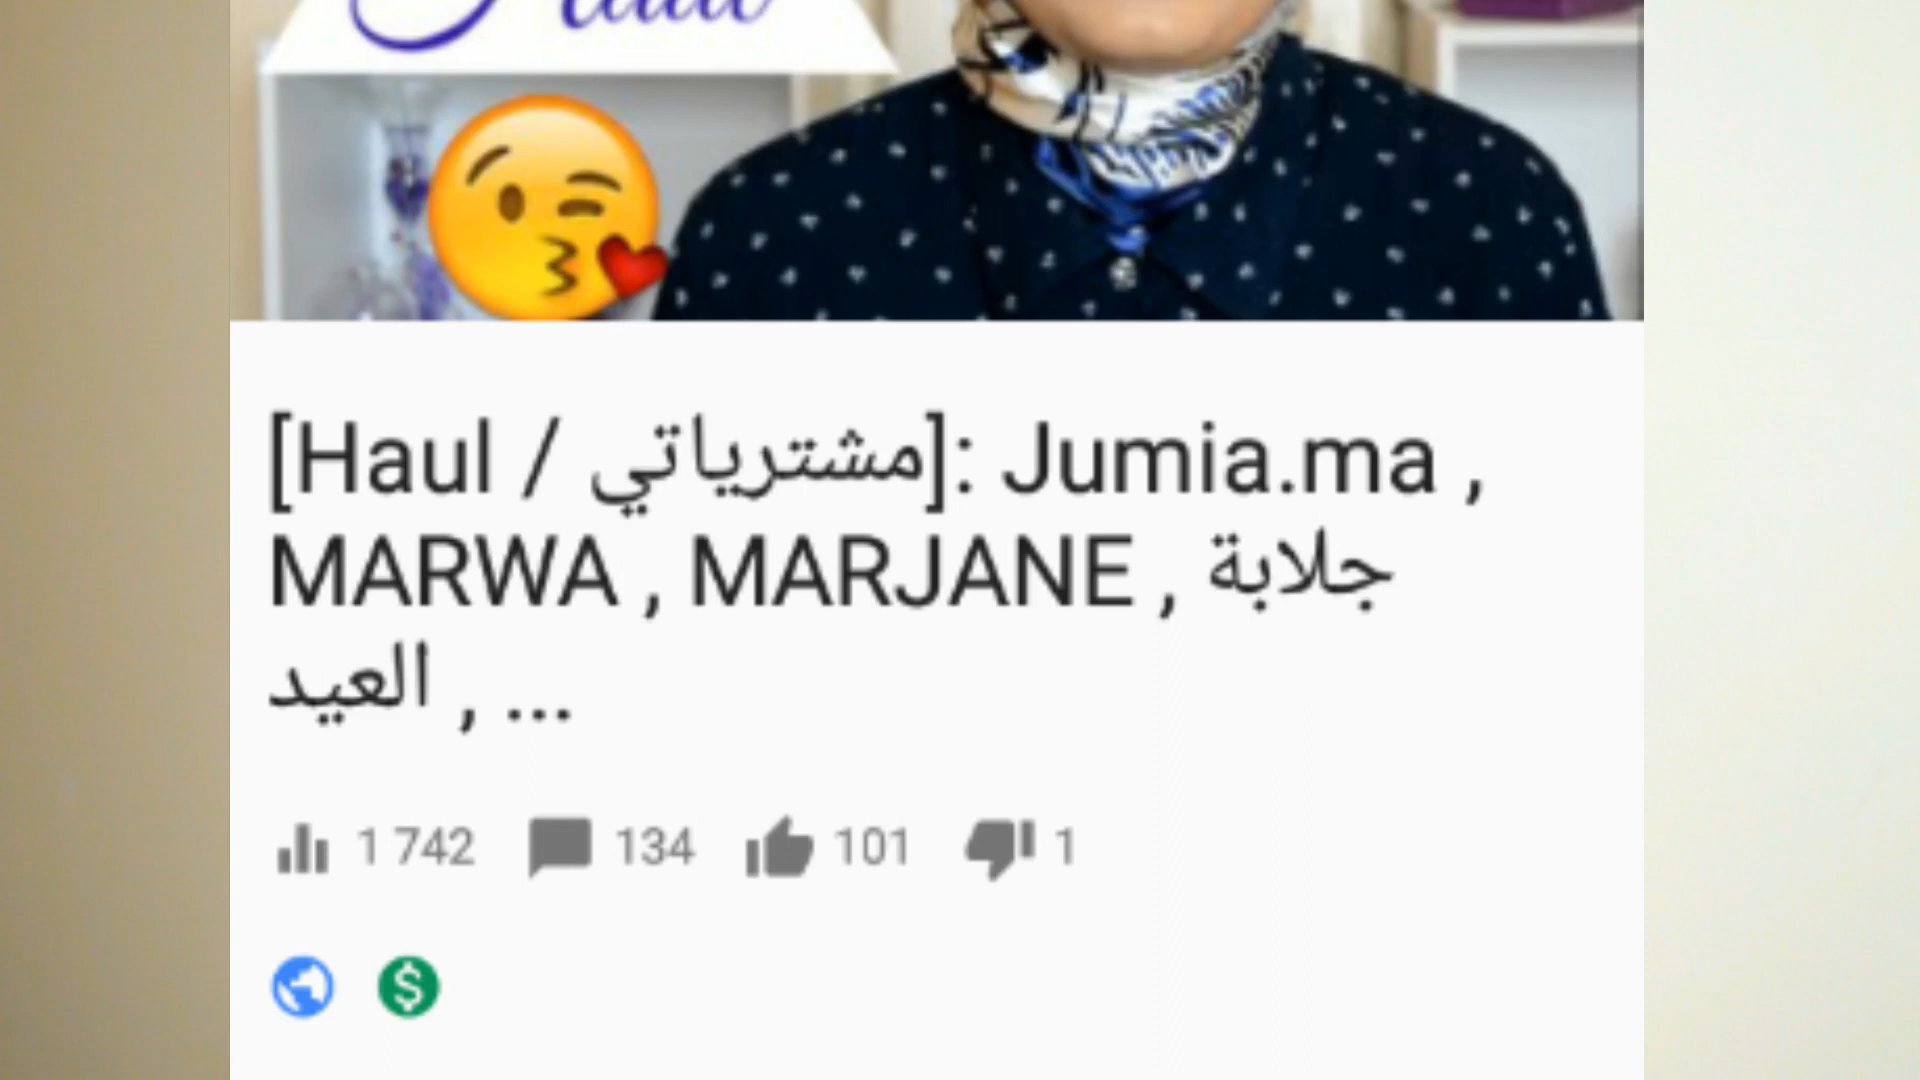 [Haul / مشترياتي]: Jumia.ma ,
MARWA , MARJANE , جلابة
العيد , ...
1 742 134 101 1